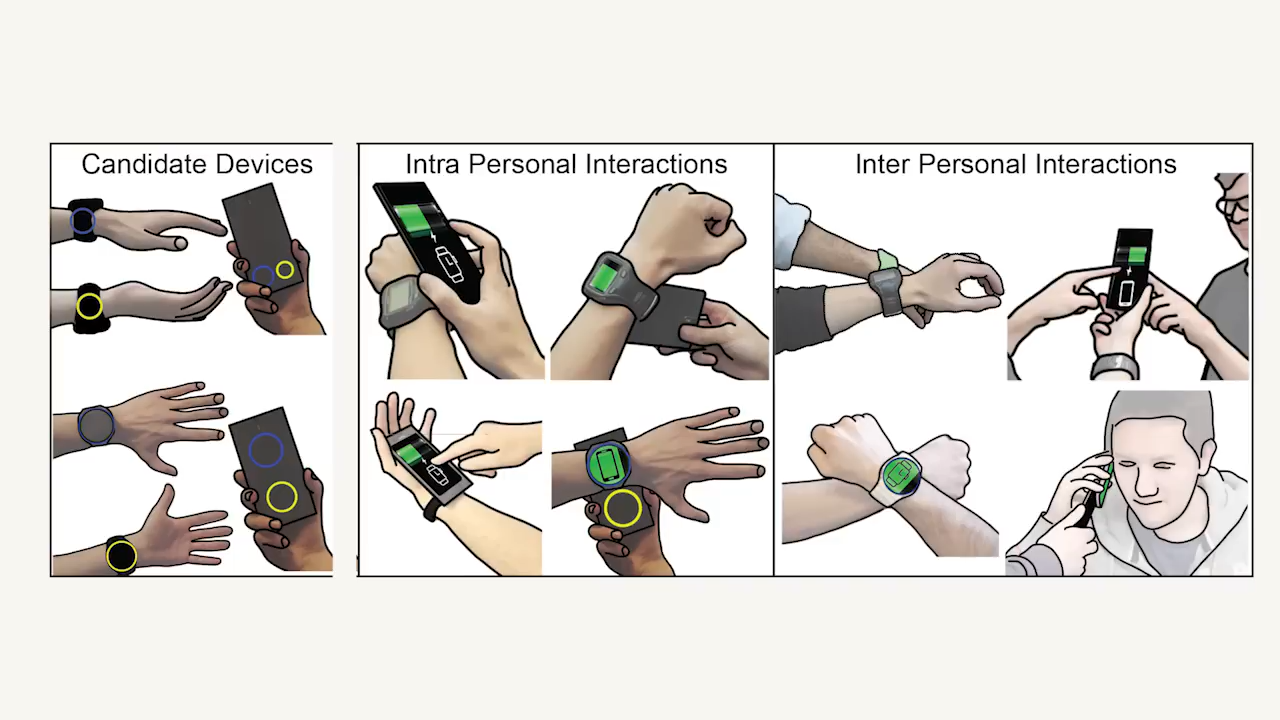 Candidate Devices
Intra Personal Interactions
Inter Personal Interactions